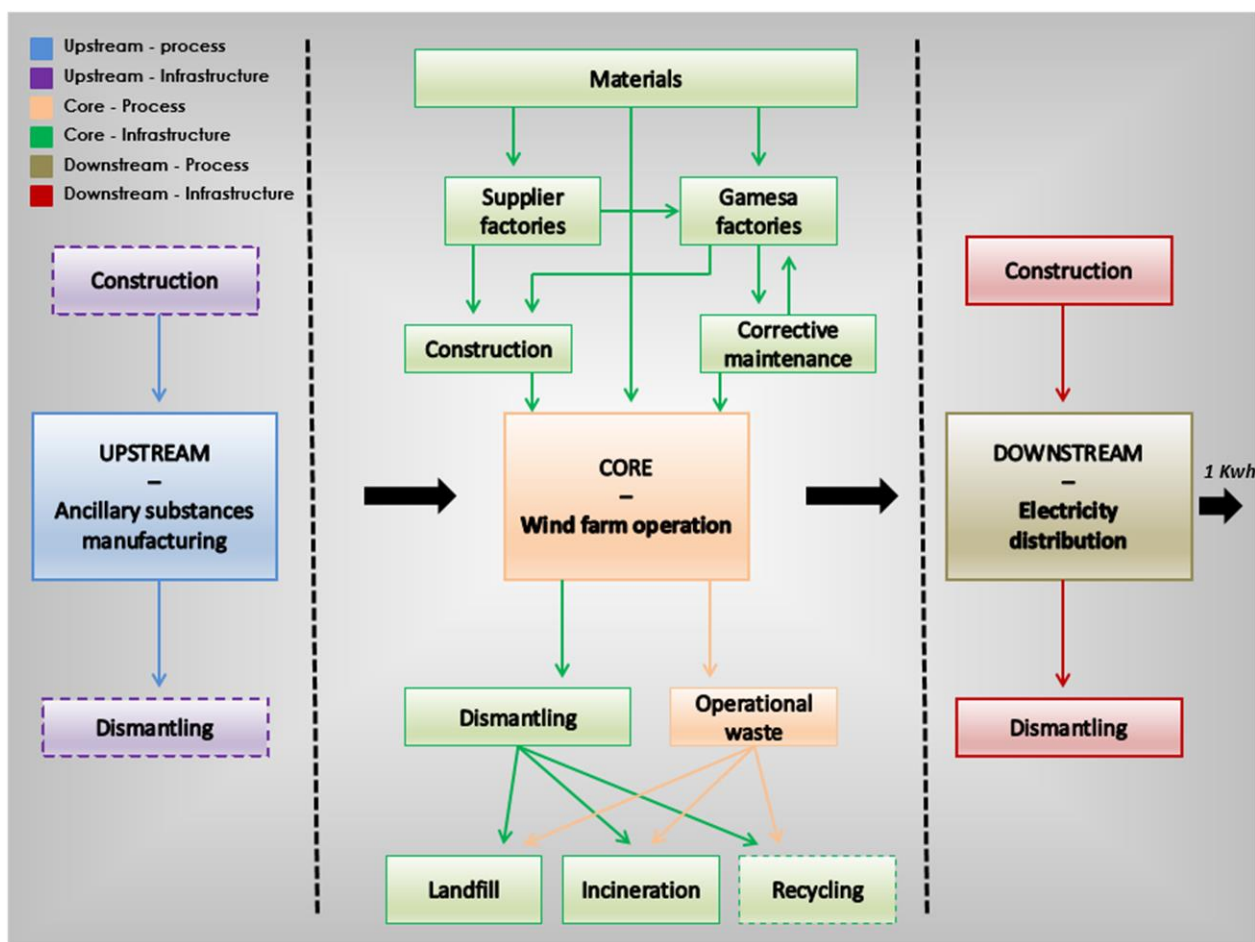 Upstream - process
Upstream - Infrastructure
Core - Process
Core - Infrastructure
Downstream - Process
Downstream - Infrastructure
Construction
UPSTREAM
–
Ancillary substances
manufacturing
Dismantling
Materials
Supplier
factories
Gamesa
factories
Construction
Corrective
maintenance
CORE
–
Wind farm operation
Dismantling
Operational
waste
Landfill
Incineration
Recycling
Construction
DOWNSTREAM
–
Electricity
distribution
1 Kwh
Dismantling